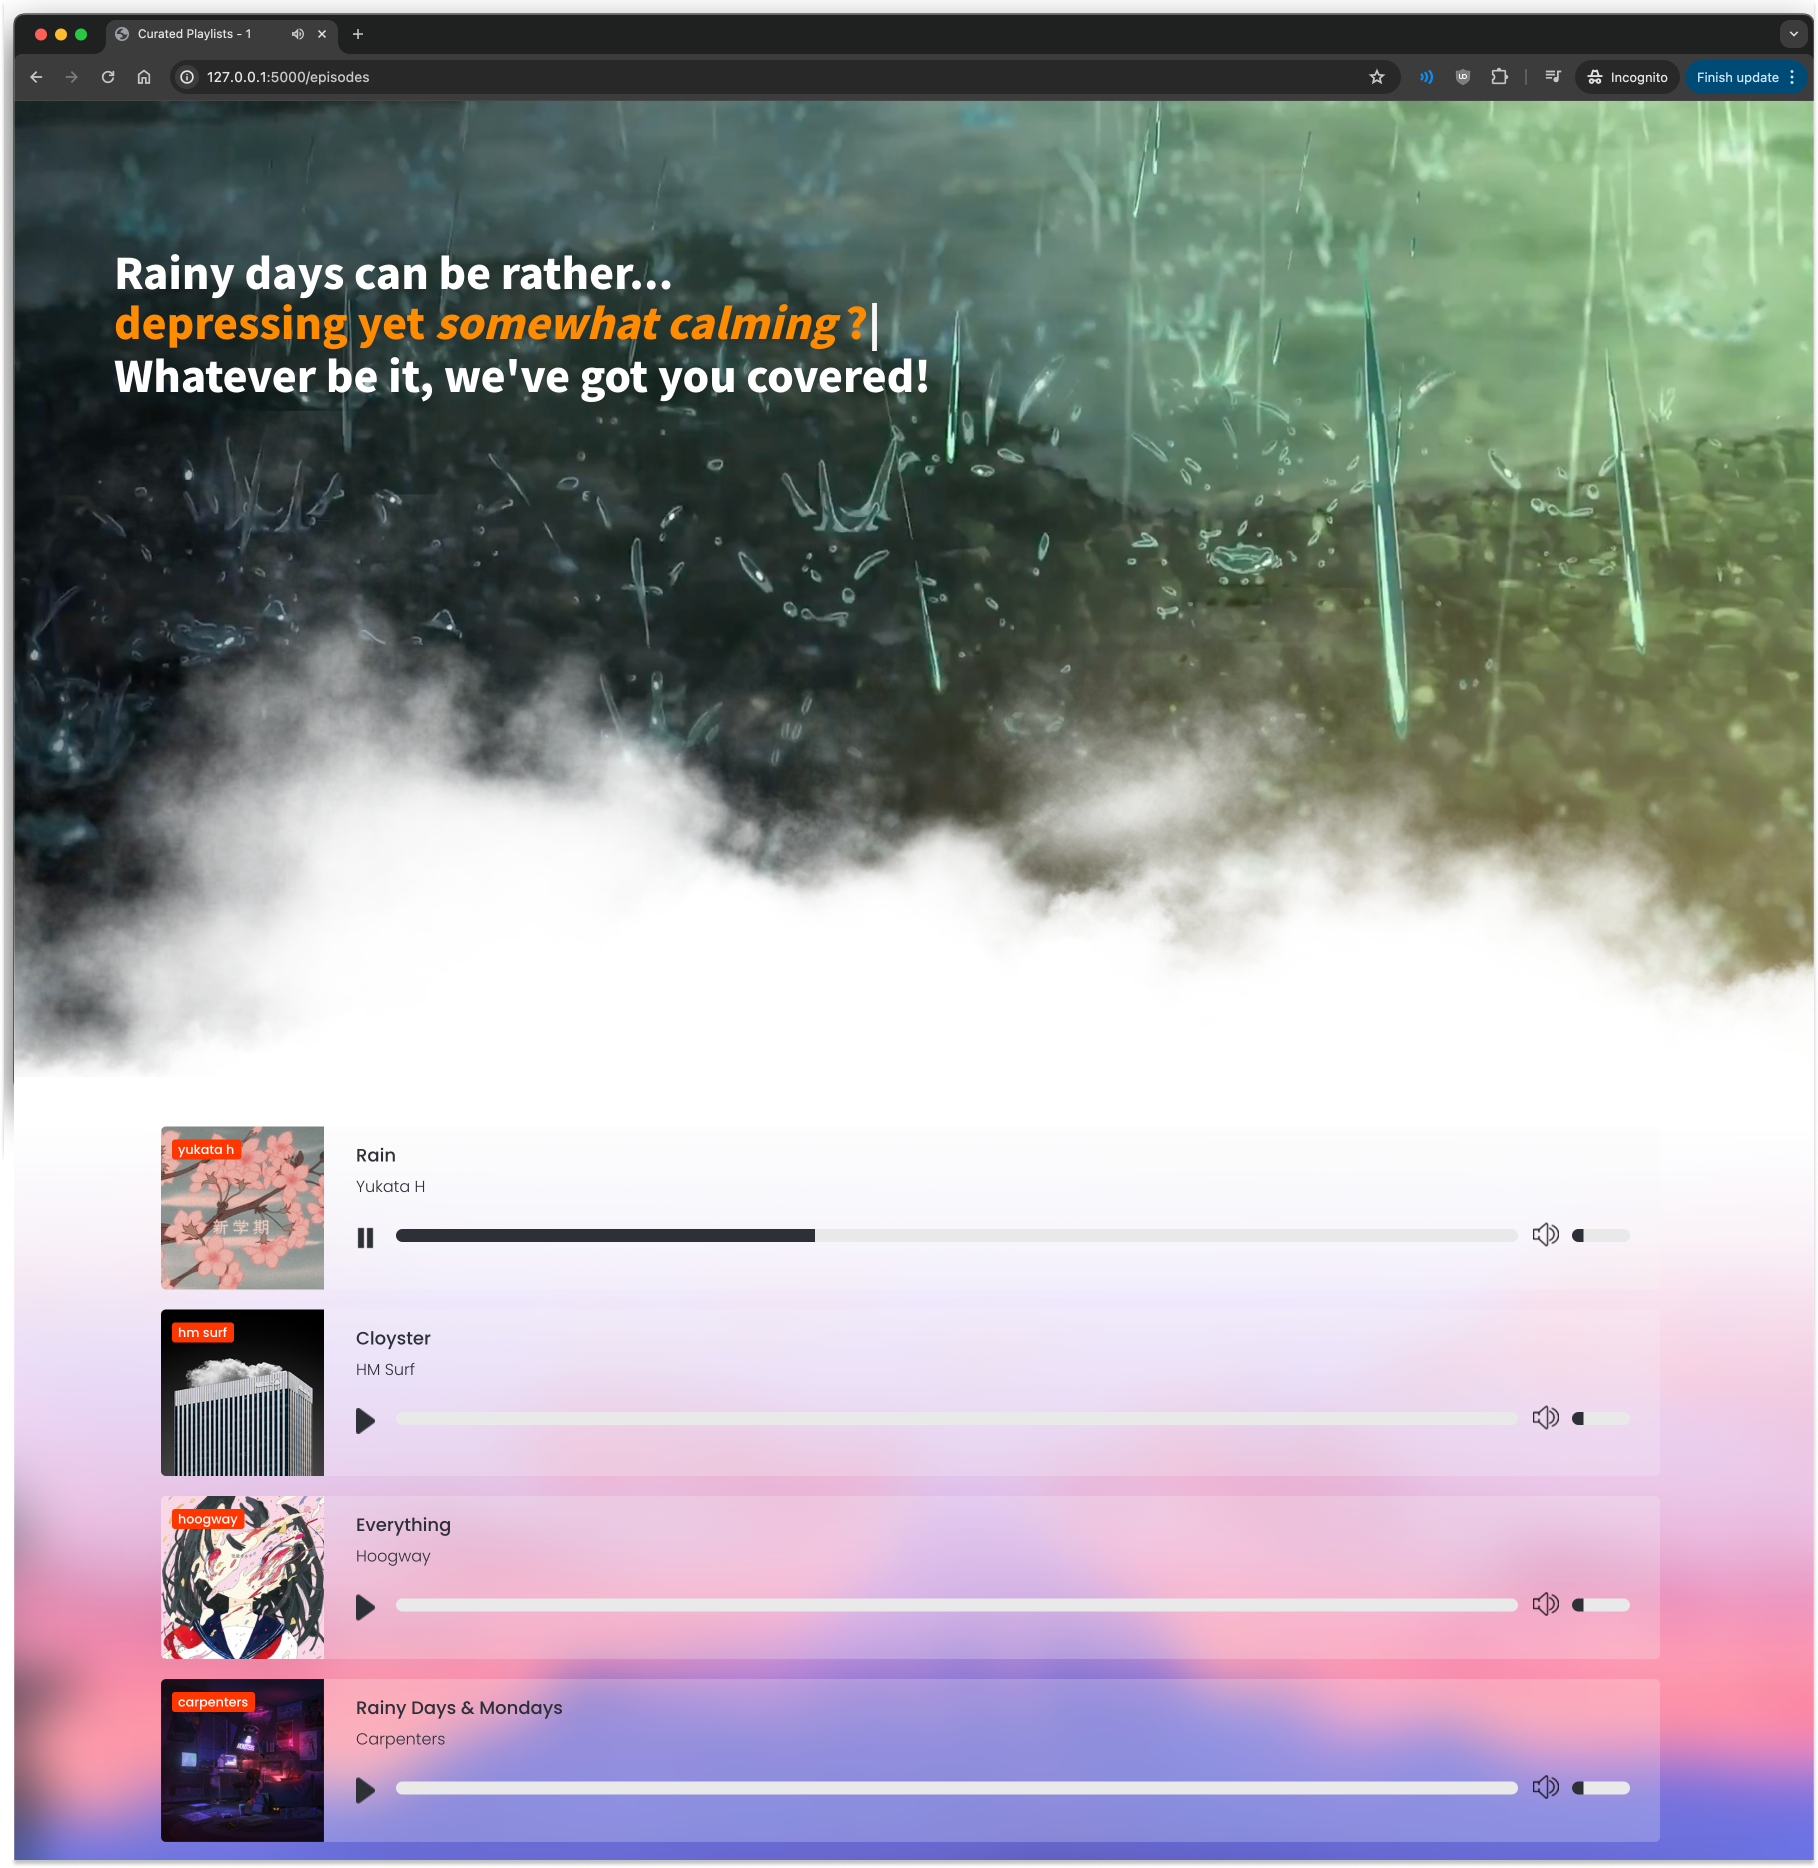 Curated Playlists - 1
127.0.0.1:5000/episodes
Incognito
Finish update
Rainy days can be rather...
depressing yet somewhat calming ?|
Whatever be it, we've got you covered!
yukata h
新学期
Rain
Yukata H
hm surf
Cloyster
HM Surf
hoogway
Everything
Hoogway
carpenters
Rainy Days & Mondays
Carpenters